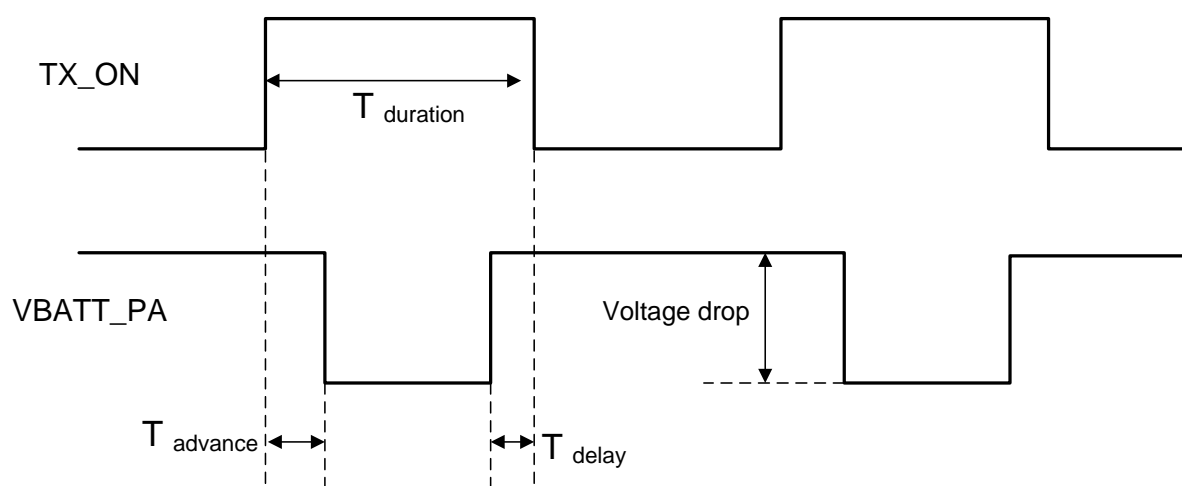 TX_ON
T duration
VBATT_PA
Voltage drop
T advance
T delay